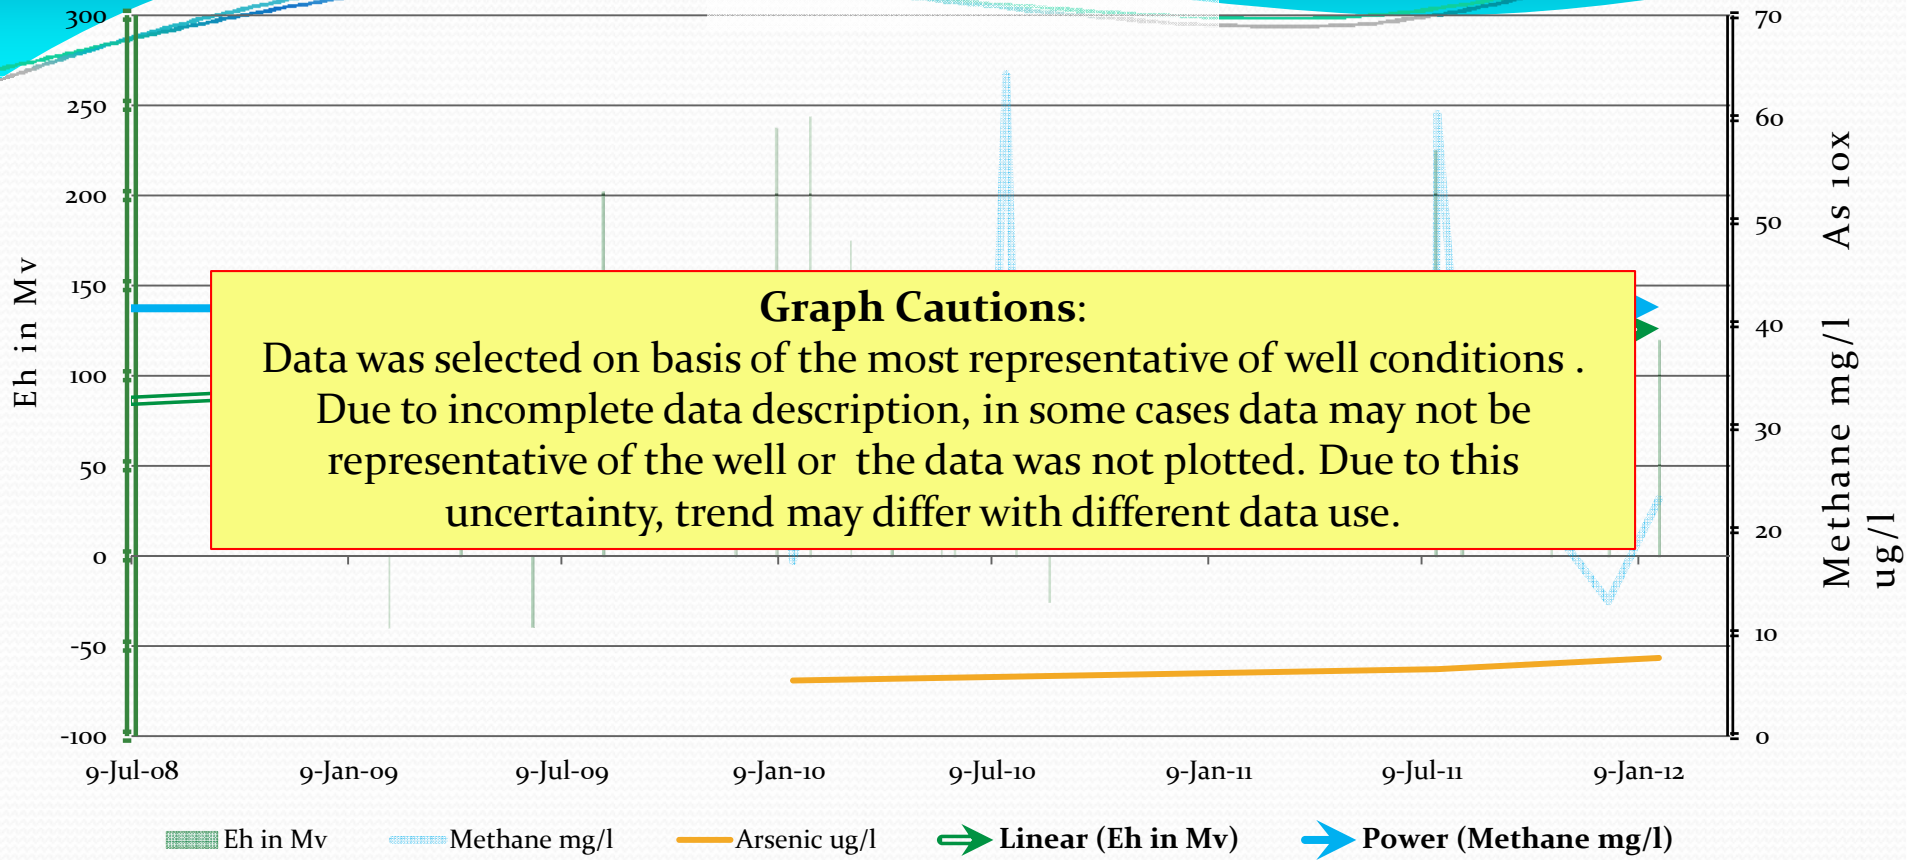 300
250
200
150
100
50
0
-50
-100
Eh in Mv
70
60
50
40
30
20
10
0
Methane mg/l    As 10x
ug/l
Graph Cautions:
Data was selected on basis of the most representative of well conditions .
Due to incomplete data description, in some cases data may not be
representative of the well or  the data was not plotted. Due to this
uncertainty, trend may differ with different data use.
9-Jul-08 9-Jan-09 9-Jul-09 9-Jan-10 9-Jul-10 9-Jan-11 9-Jul-11 9-Jan-12
Eh in Mv Methane mg/l Arsenic ug/l Linear (Eh in Mv) Power (Methane mg/l)